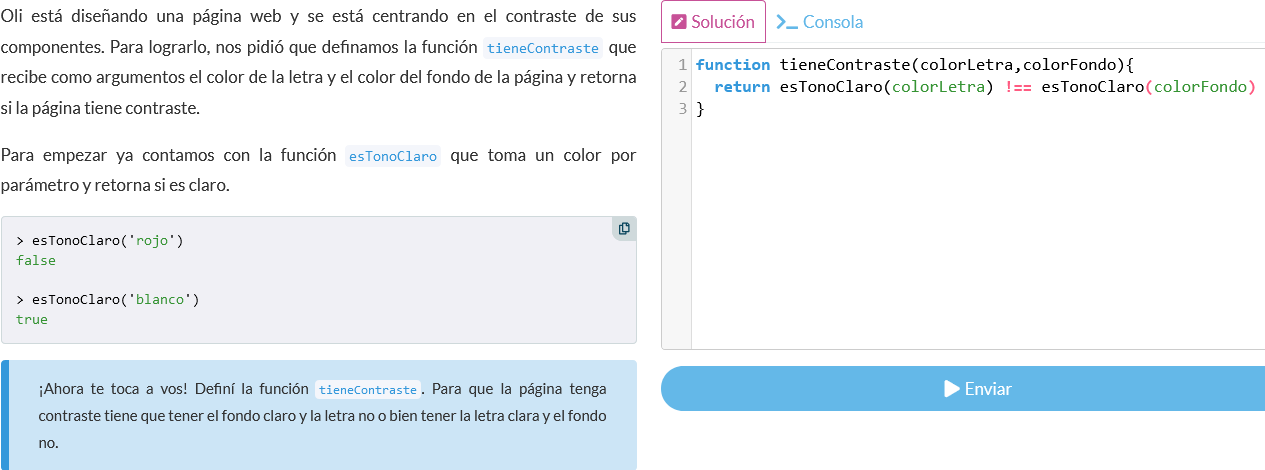 Oli está diseñando una página web y se está centrando en el contraste de sus
componentes. Para lograrlo, nos pidió que definamos la función tieneContraste que
recibe como argumentos el color de la letra y el color del fondo de la página y retorna
si la página tiene contraste.
Para empezar ya contamos con la función esTonoClaro que toma un color por
parámetro y retorna si es claro.
> esTonoClaro('rojo')
false
> esTonoClaro('blanco')
true
¡Ahora te toca a vos! Definí la función tieneContraste. Para que la página tenga
contraste tiene que tener el fondo claro y la letra no o bien tener la letra clara y el fondo
no.
Solución
Consola
1 function tieneContraste(colorLetra,colorFondo){
2 return esTonoClaro(colorLetra) !== esTonoClaro(colorFondo)
3 }
Enviar